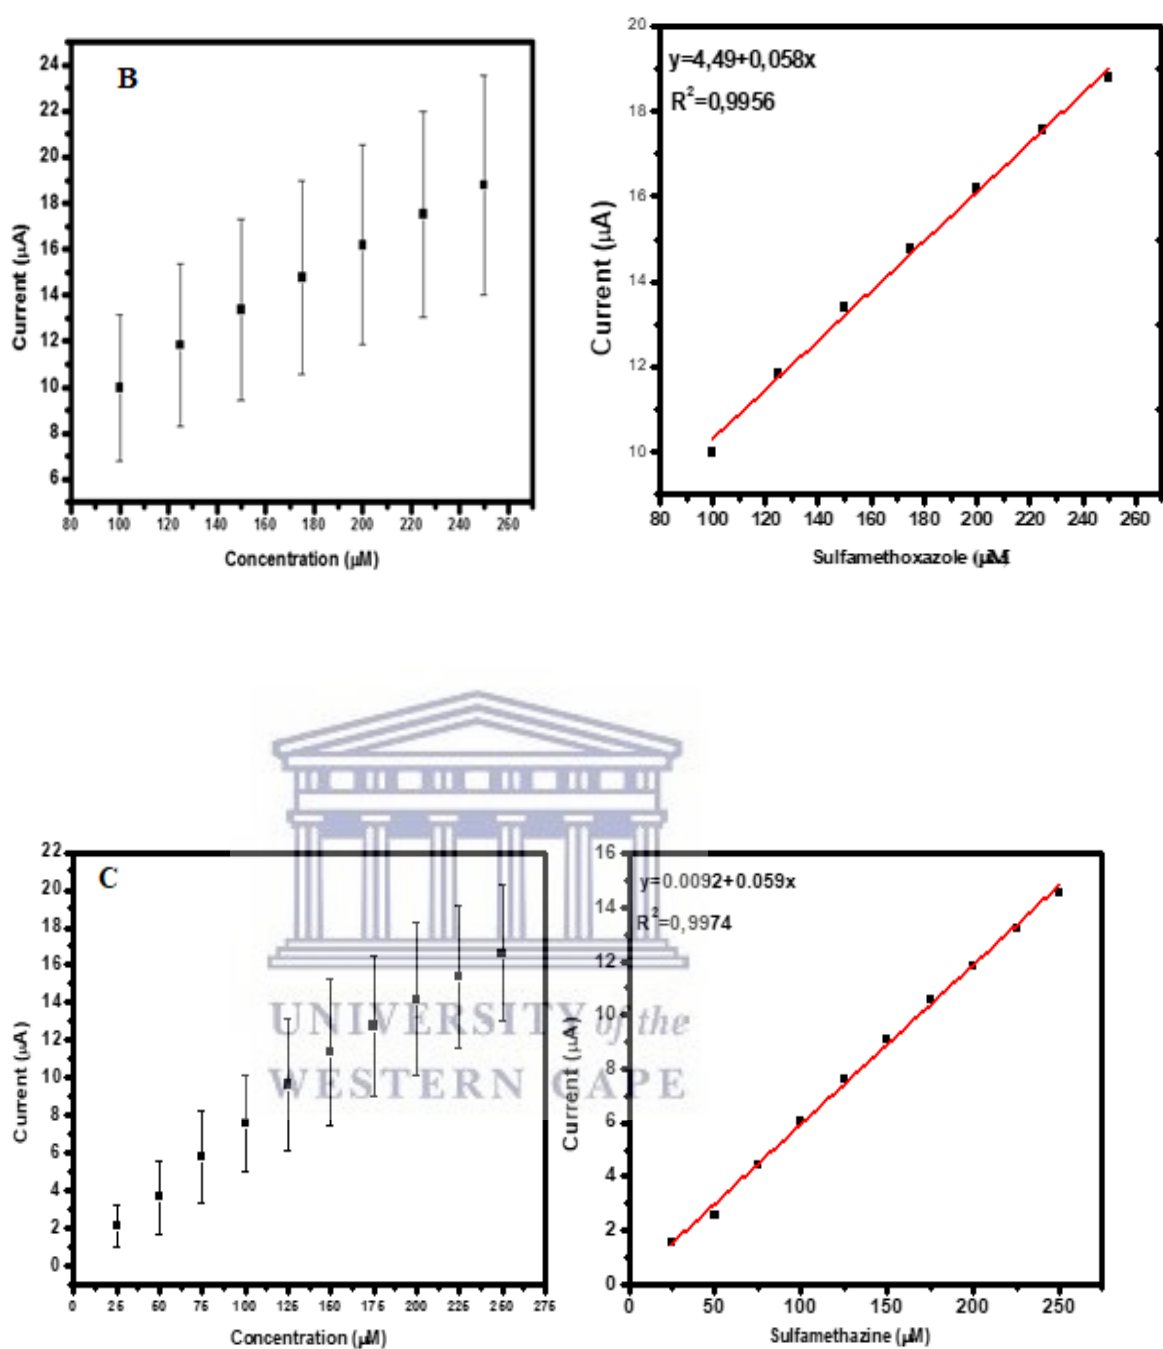 B
24
22
20
18
16
14
12
10
8
6
80 100 120 140 160 180 200 220 240 260
Current (μA)
Concentration (μM)
y=4,49+0,058x
R²=0,9956
20
18
16
14
12
10
80 100 120 140 160 180 200 220 240 260
Current (μA)
Sulfamethoxazole (μM)
UNIVERSITY of the
WESTERN CAPE
C
22
20
18
16
14
12
10
8
6
4
2
0
0 25 50 75 100 125 150 175 200 225 250 275
Current (μA)
Concentration (μM)
y=0.0092+0.059x
R²=0,9974
16
14
12
10
8
6
4
2
0
0 50 100 150 200 250
Current (μA)
Sulfamethazine (μM)